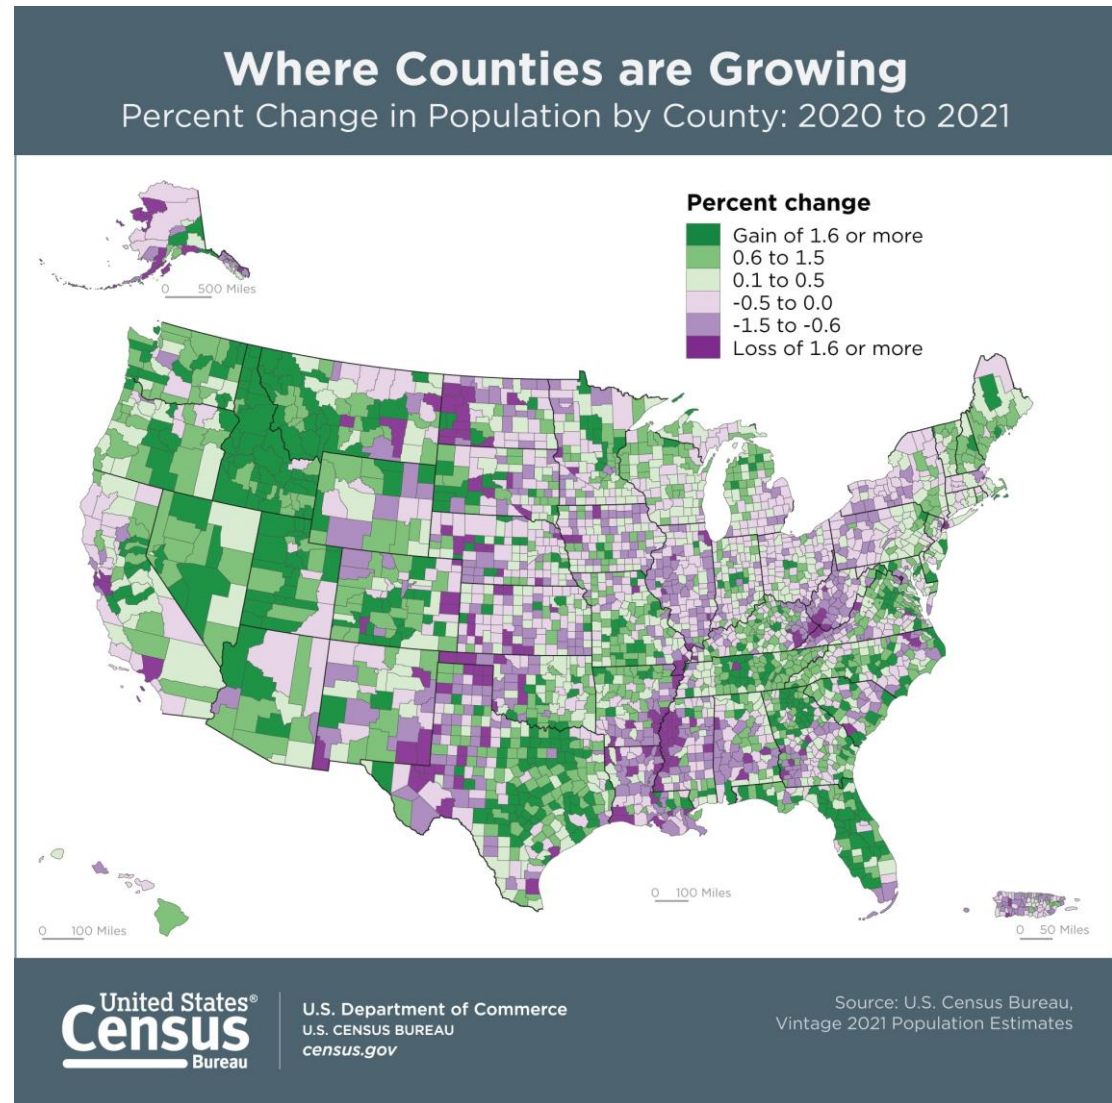 Where Counties are Growing
Percent Change in Population by County: 2020 to 2021
Percent change
Gain of 1.6 or more
0.6 to 1.5
0.1 to 0.5
-0.5 to 0.0
-1.5 to -0.6
Loss of 1.6 or more
0 500 Miles
0 100 Miles
0 100 Miles
0 50 Miles
United States®
Census
Bureau
U.S. Department of Commerce
U.S. CENSUS BUREAU
census.gov
Source: U.S. Census Bureau,
Vintage 2021 Population Estimates